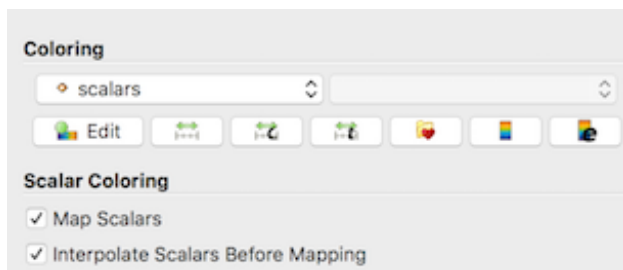 Coloring
scalars
Edit
Scalar Coloring
Map Scalars
Interpolate Scalars Before Mapping